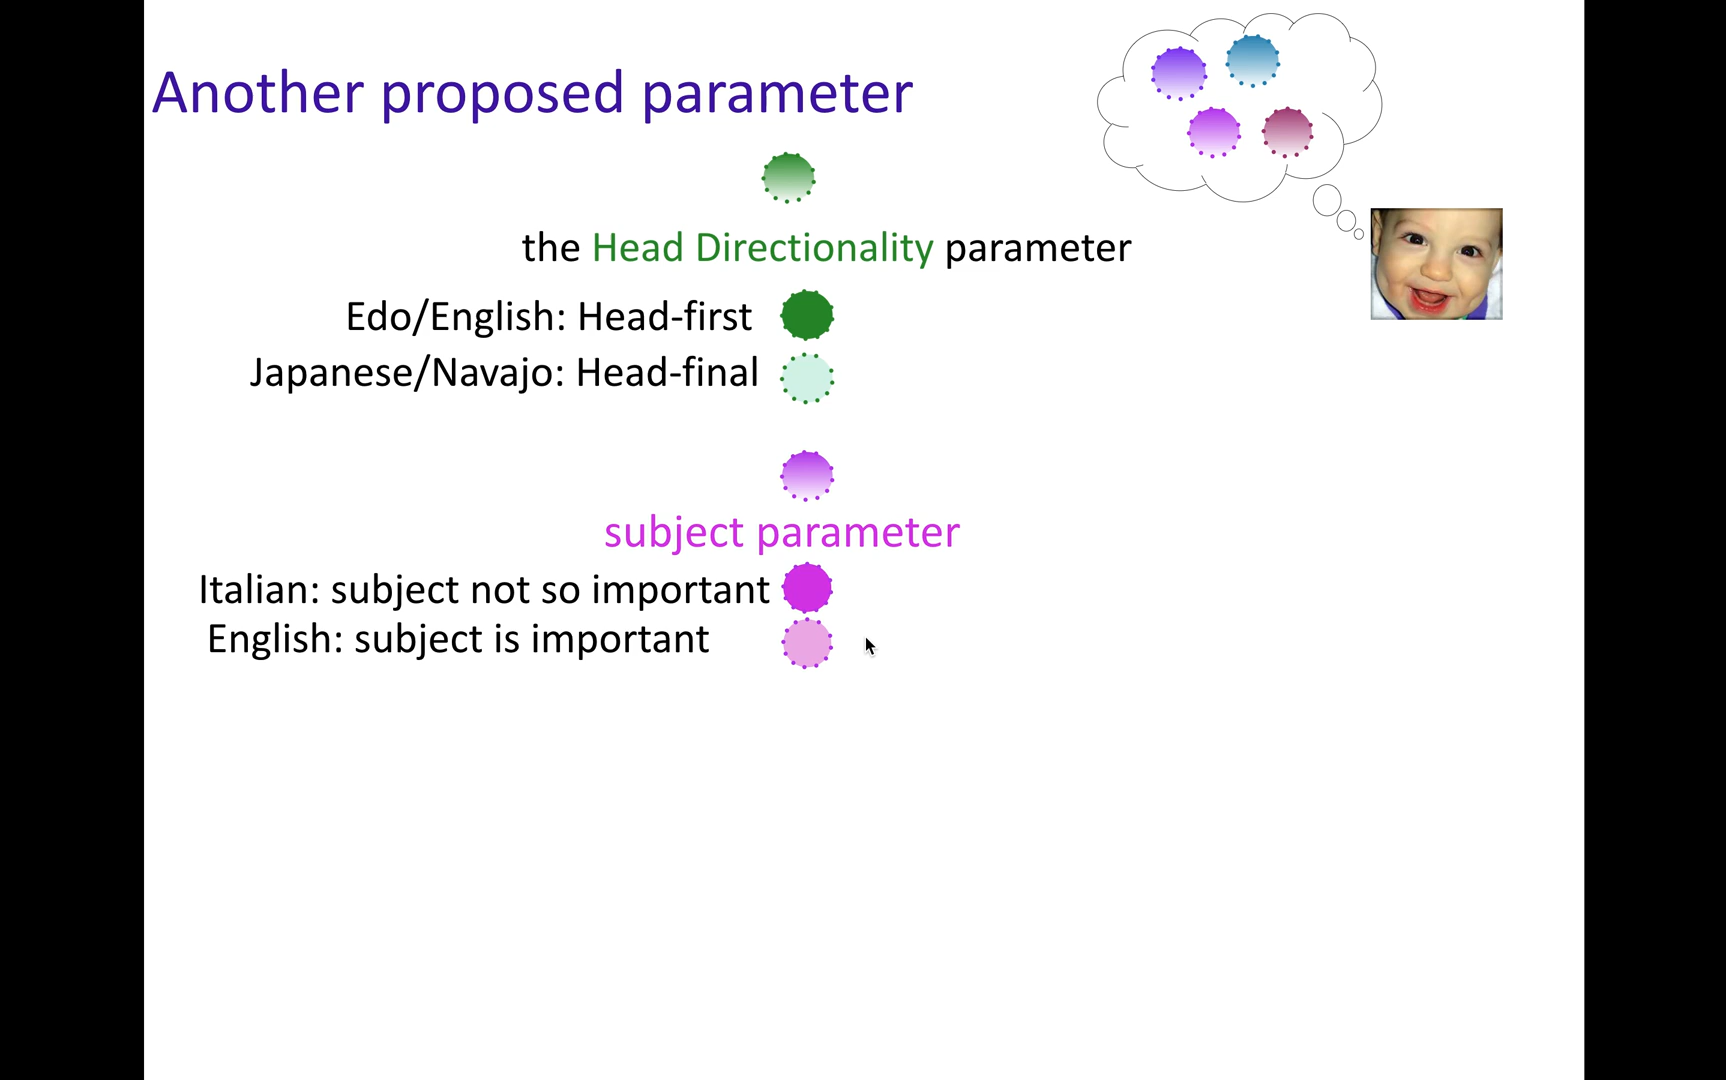 Another proposed parameter
the Head Directionality parameter
Edo/English: Head-first
Japanese/Navajo: Head-final
subject parameter
Italian: subject not so important
English: subject is important